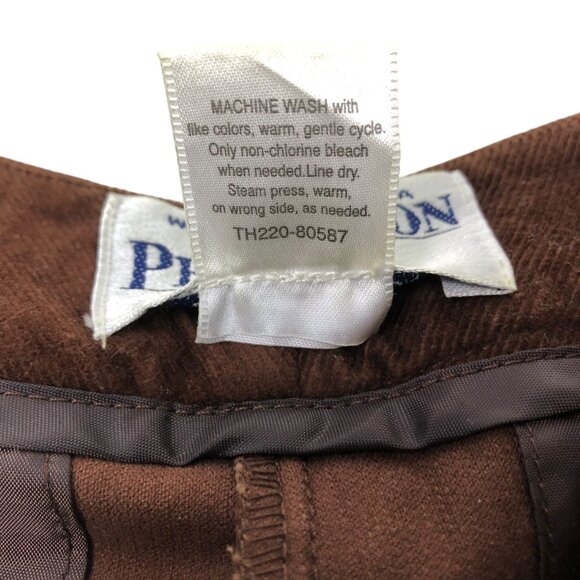 MACHINE WASH with
like colors, warm, gentle cycle.
Only non-chlorine bleach
when needed.Line dry.
Steam press, warm,
on wrong side, as needed.
TH220-80587